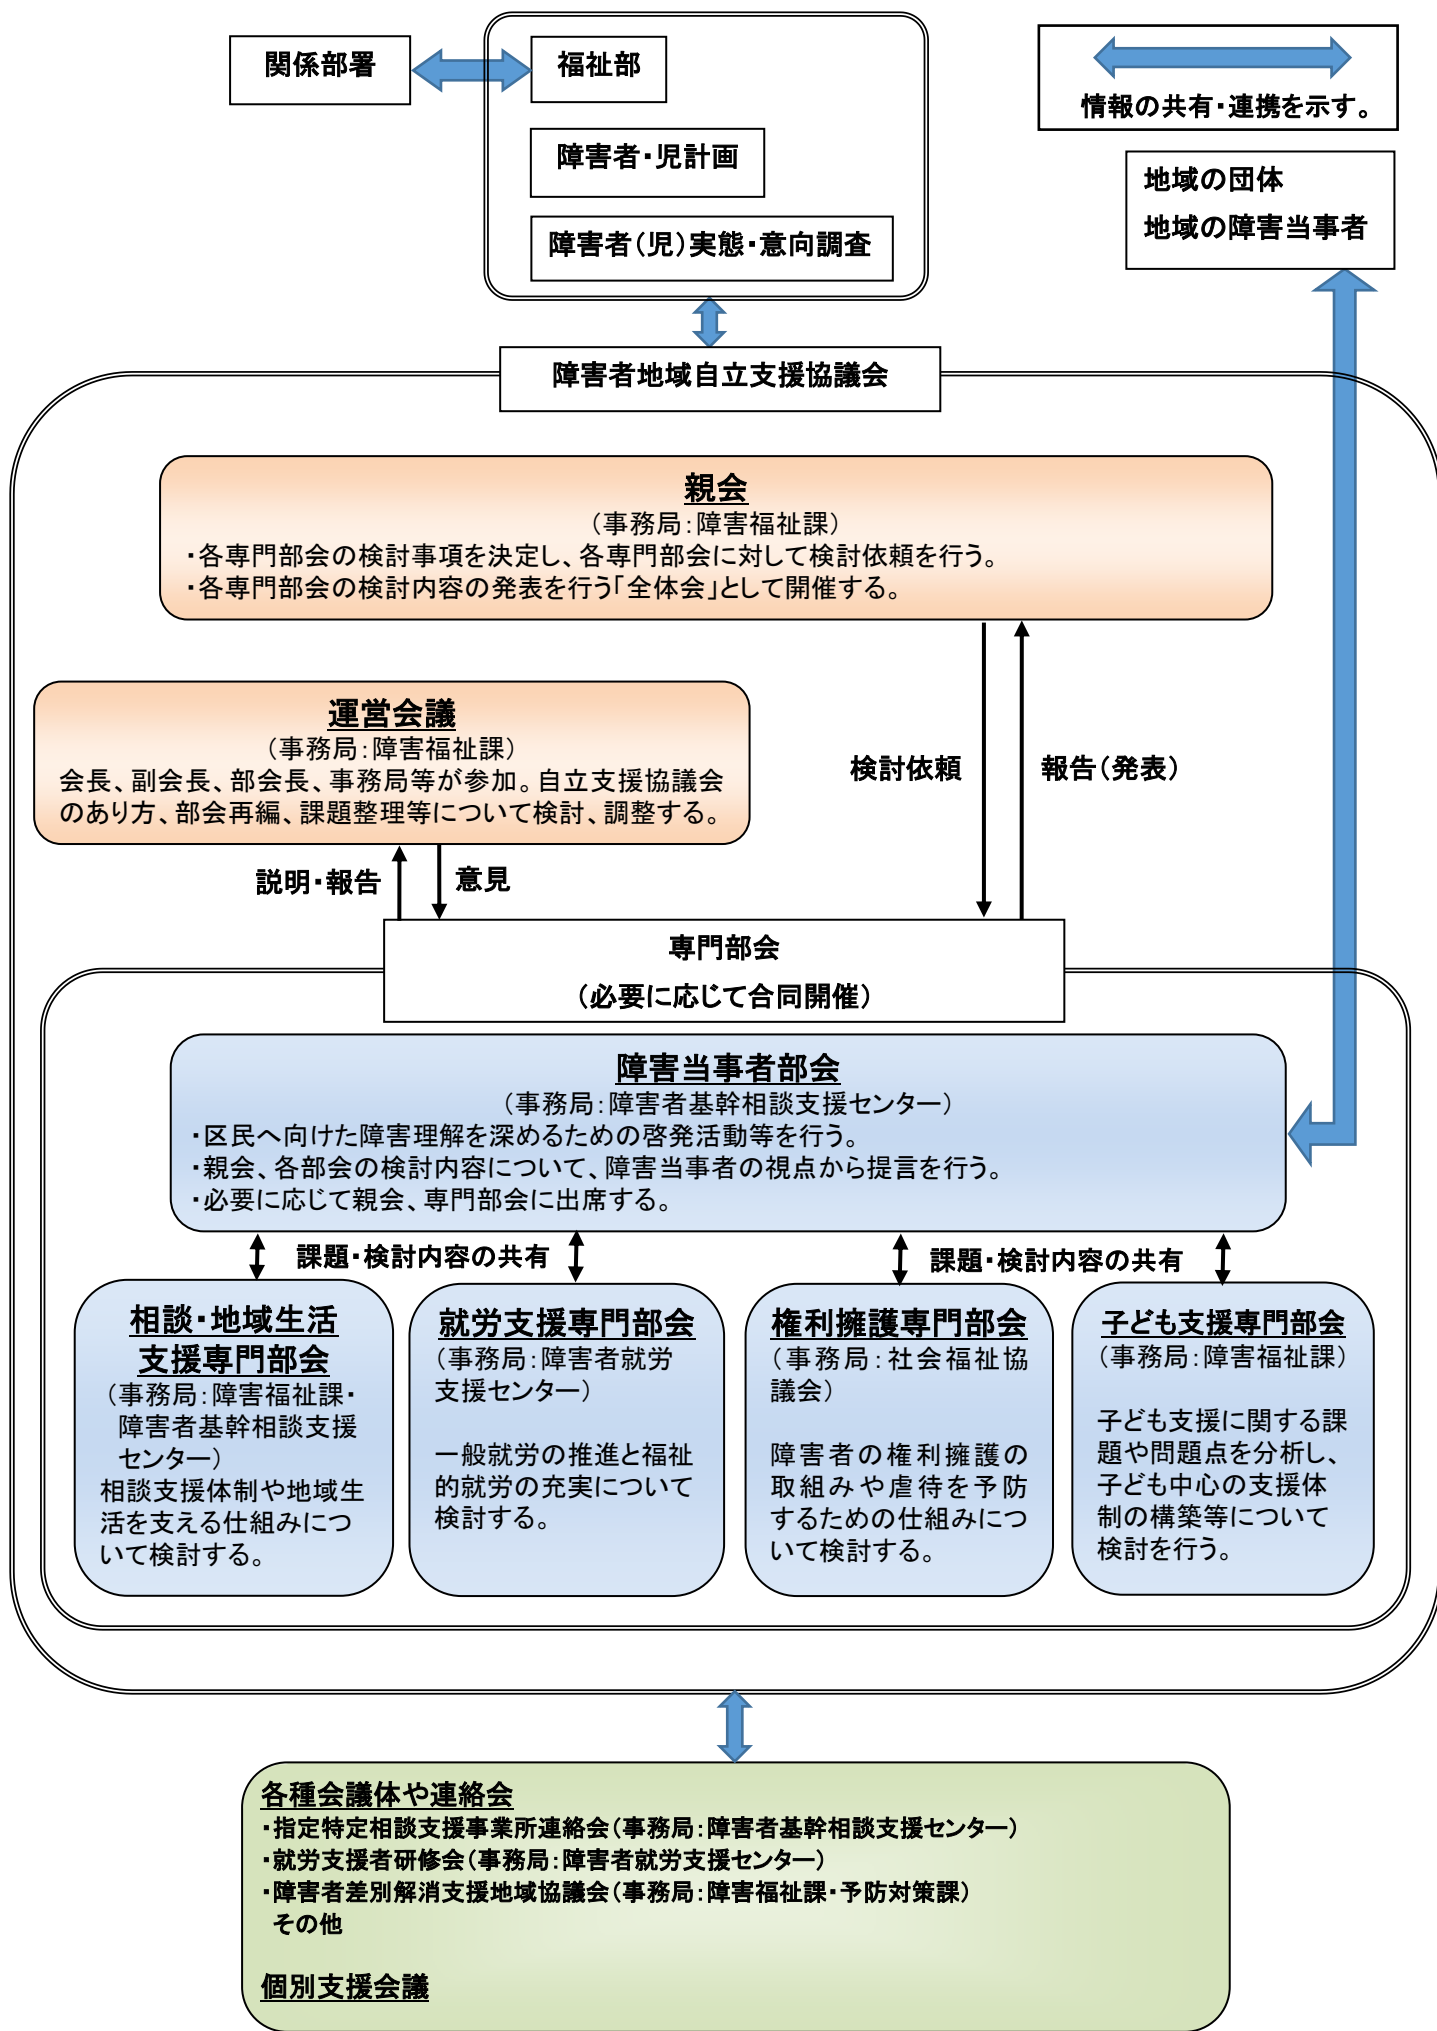 関係部署
福祉部
障害者・児計画
障害者（児）実態・意向調査
情報の共有・連携を示す。
地域の団体
地域の障害当事者
障害者地域自立支援協議会
親会
（事務局：障害福祉課）
・各専門部会の検討事項を決定し、各専門部会に対して検討依頼を行う。
・各専門部会の検討内容の発表を行う「全体会」として開催する。
運営会議
（事務局：障害福祉課）
会長、副会長、部会長、事務局等が参加。自立支援協議会
のあり方、部会再編、課題整理等について検討、調整する。
検討依頼
報告（発表）
説明・報告
意見
専門部会
（必要に応じて合同開催）
障害当事者部会
（事務局：障害者基幹相談支援センター）
・区民へ向けた障害理解を深めるための啓発活動等を行う。
・親会、各部会の検討内容について、障害当事者の視点から提言を行う。
・必要に応じて親会、専門部会に出席する。
課題・検討内容の共有
課題・検討内容の共有
相談・地域生活
支援専門部会
（事務局：障害福祉課・
障害者基幹相談支援
センター）
相談支援体制や地域生
活を支える仕組みにつ
いて検討する。
就労支援専門部会
（事務局：障害者就労
支援センター）
一般就労の推進と福祉
的就労の充実について
検討する。
権利擁護専門部会
（事務局：社会福祉協
議会）
障害者の権利擁護の
取組みや虐待を予防
するための仕組みにつ
いて検討する。
子ども支援専門部会
（事務局：障害福祉課）
子ども支援に関する課
題や問題点を分析し、
子ども中心の支援体
制の構築等について
検討を行う。
各種会議体や連絡会
・指定特定相談支援事業所連絡会（事務局：障害者基幹相談支援センター）
・就労支援者研修会（事務局：障害者就労支援センター）
・障害者差別解消支援地域協議会（事務局：障害福祉課・予防対策課）
その他
個別支援会議